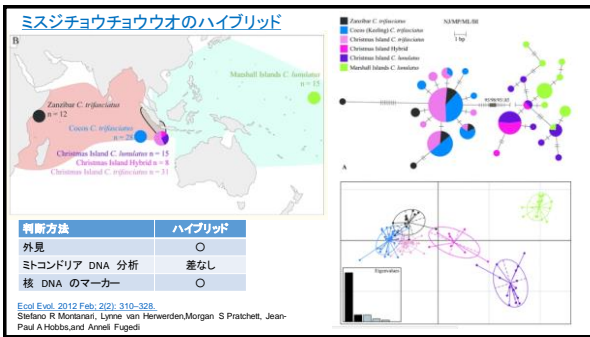 ミスジチョウチョウウオのハイブリッド
B
Marshall Islands C. lunulatus
n = 15
Zanzibar C. trifasciatus
n = 12
Cocos C. trifasciatus
n = 28
Christmas Island C. lunulatus n = 15
Christmas Island Hybrid n = 8
Christmas Island C. trifasciatus n = 31
判断方法 ハイブリッド
外見 〇
ミトコンドリア DNA 分析 差なし
核 DNA のマーカー 〇
Ecol Evol. 2012 Feb; 2(2): 310–328.
Stefano R Montanari, Lynne van Herwerden,Morgan S Pratchett, Jean-
Paul A Hobbs,and Anneli Fugedi
Zanzibar C. trifasciatus
Cocos (Keeling) C. trifasciatus
Christmas Island C. trifasciatus
Christmas Island Hybrid
Christmas Island C. lunulatus
Marshall Islands C. lunulatus
NJ/MP/ML/BI
1 bp
A
Eigenvalues